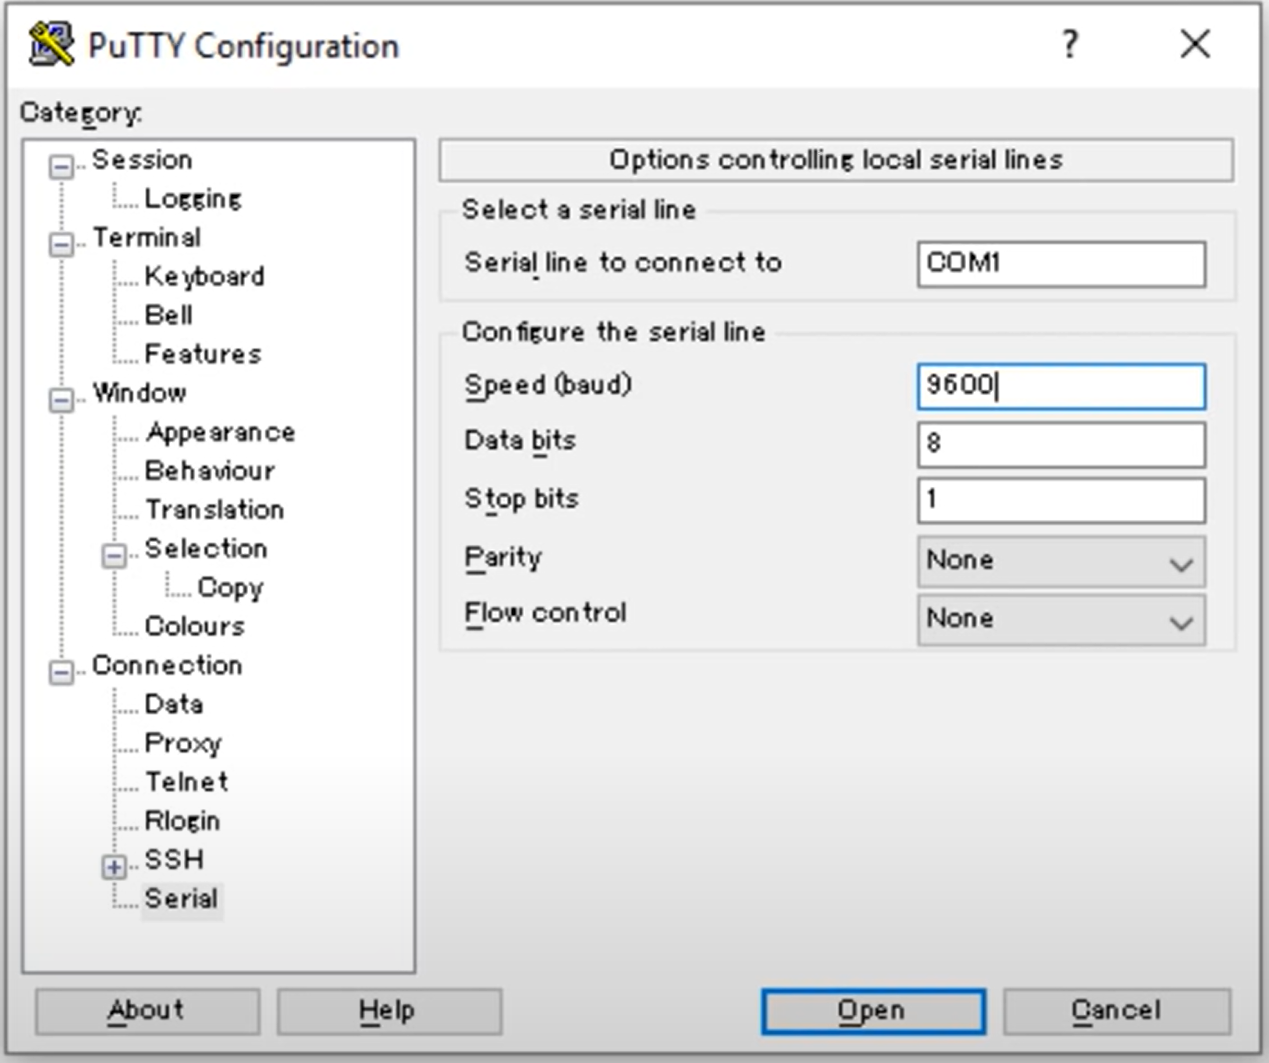 PuTTY Configuration
?
Category:
Session
Logging
Terminal
Keyboard
Bell
Features
Window
Appearance
Behaviour
Translation
Selection
Copy
Colours
Connection
Data
Proxy
Telnet
Rlogin
SSH
Serial
Options controlling local serial lines
Select a serial line
Serial line to connect to COM1
Configure the serial line
Speed (baud) 9600
Data bits 8
Stop bits 1
Parity None
Flow control None
About Help Open Cancel